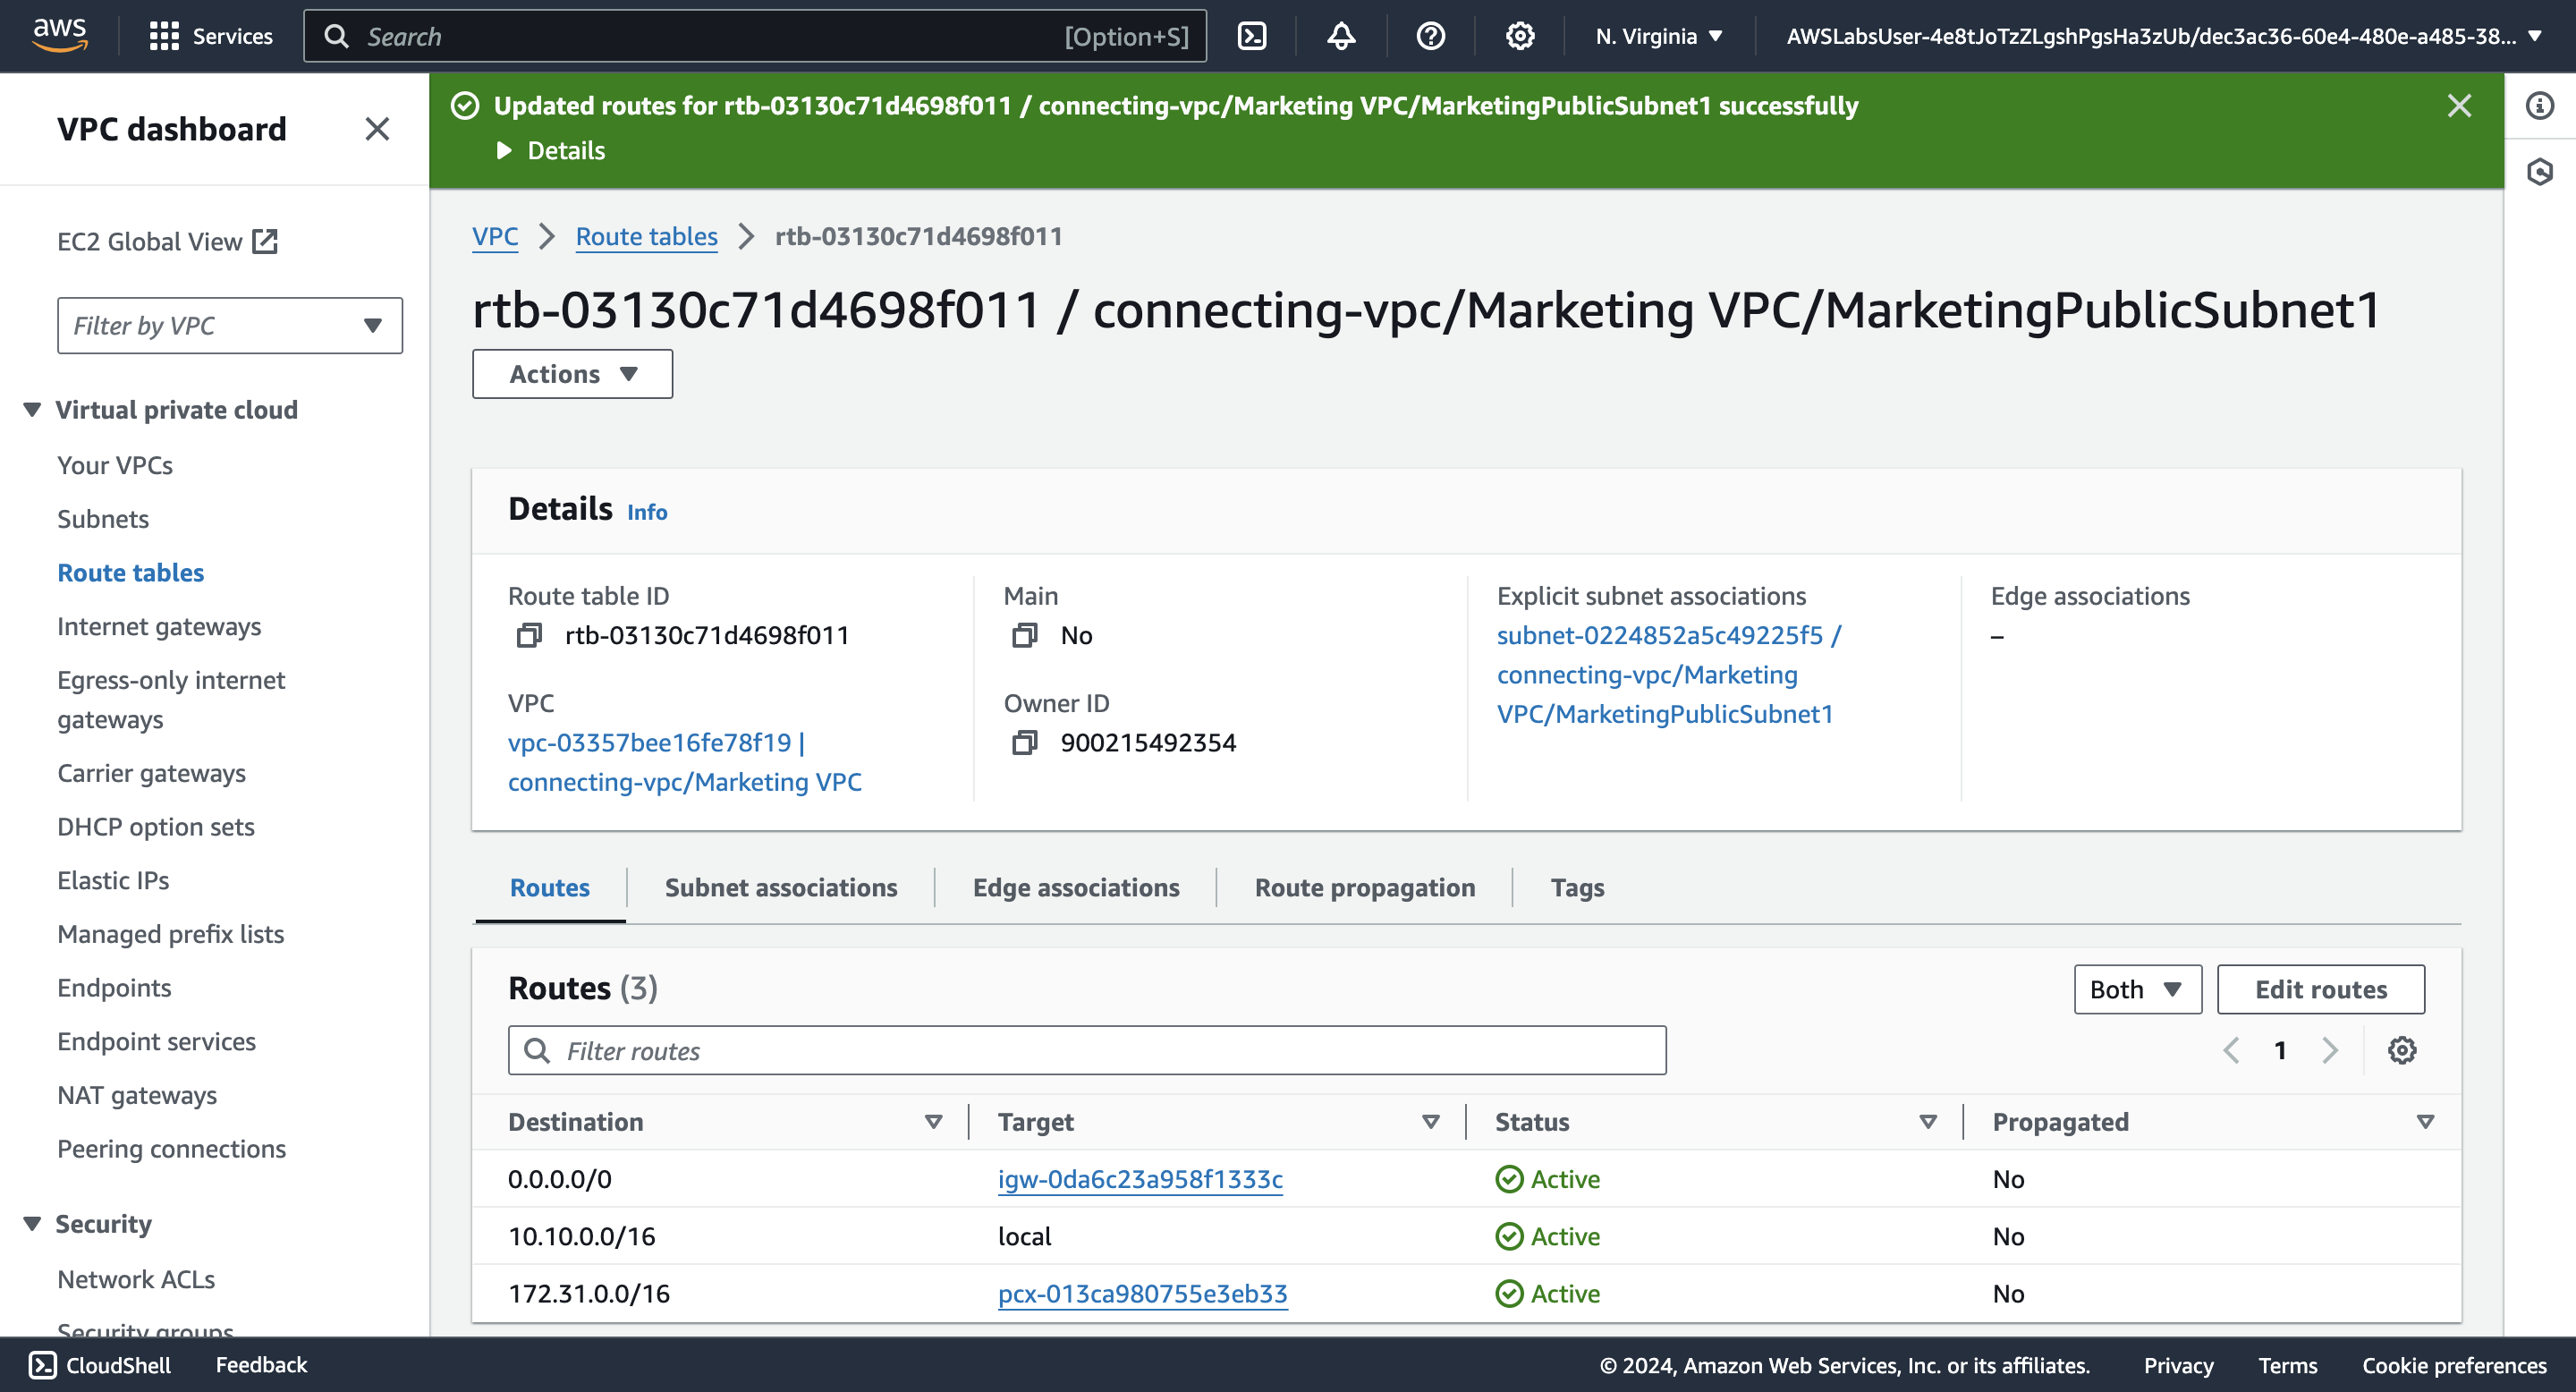 aws
Services
Search
[Option+S]
N. Virginia
AWSLabsUser-4e8tJoTzZLgshPgsHa3zUb/dec3ac36-60e4-480e-a485-38...
VPC dashboard
EC2 Global View
Filter by VPC
Virtual private cloud
Your VPCs
Subnets
Route tables
Internet gateways
Egress-only internet
gateways
Carrier gateways
DHCP option sets
Elastic IPs
Managed prefix lists
Endpoints
Endpoint services
NAT gateways
Peering connections
Security
Network ACLs
Security groups
Updated routes for rtb-03130c71d4698f011 / connecting-vpc/Marketing VPC/MarketingPublicSubnet1 successfully
Details
VPC
Route tables
rtb-03130c71d4698f011
rtb-03130c71d4698f011 / connecting-vpc/Marketing VPC/MarketingPublicSubnet1
Actions
Details Info
Route table ID
rtb-03130c71d4698f011
VPC
vpc-03357bee16fe78f19 |
connecting-vpc/Marketing VPC
Main
No
Owner ID
900215492354
Explicit subnet associations
subnet-0224852a5c49225f5 /
connecting-vpc/Marketing
VPC/MarketingPublicSubnet1
Edge associations
–
Routes
Subnet associations
Edge associations
Route propagation
Tags
Routes (3)
Both
Edit routes
Filter routes
1
Destination Target Status Propagated
0.0.0.0/0 igw-0da6c23a958f1333c Active No
10.10.0.0/16 local Active No
172.31.0.0/16 pcx-013ca980755e3eb33 Active No
CloudShell
Feedback
© 2024, Amazon Web Services, Inc. or its affiliates.
Privacy
Terms
Cookie preferences